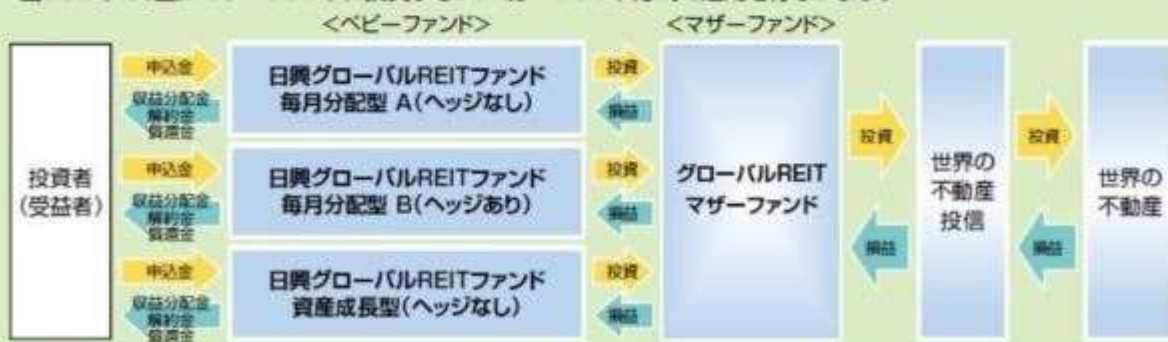 <ベビーファンド>
<マザーファンド>
投資者
(受益者)
申込金
収益分配金
解約金
償還金
日興グローバルREITファンド
毎月分配型 A(ヘッジなし)
投資
損益
申込金
収益分配金
解約金
償還金
日興グローバルREITファンド
毎月分配型 B(ヘッジあり)
投資
損益
申込金
収益分配金
解約金
償還金
日興グローバルREITファンド
資産成長型(ヘッジなし)
投資
損益
グローバルREIT
マザーファンド
投資
損益
世界の
不動産
投信
投資
損益
世界の
不動産